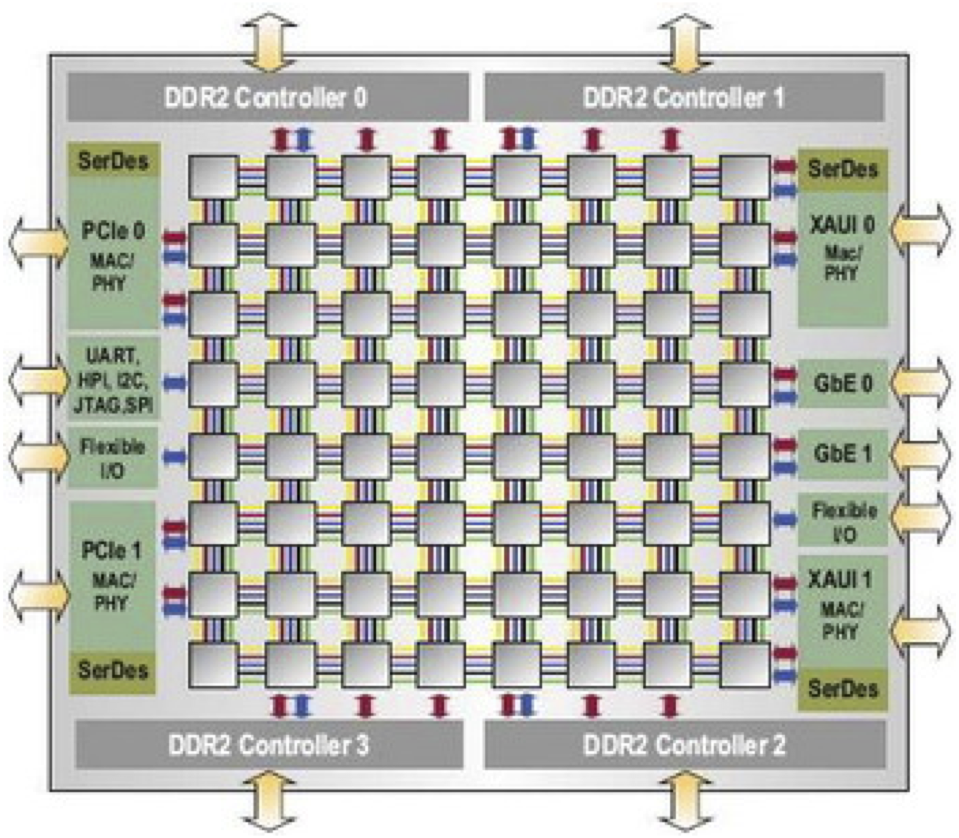 DDR2 Controller 0
DDR2 Controller 1
SerDes
PCIe 0
MAC/
PHY
UART,
HPI, I2C,
JTAG,SPI
Flexible
I/O
PCIe 1
MAC/
PHY
SerDes
SerDes
XAUI 0
Mac/
PHY
GbE 0
GbE 1
Flexible
I/O
XAUI 1
MAC/
PHY
SerDes
DDR2 Controller 3
DDR2 Controller 2